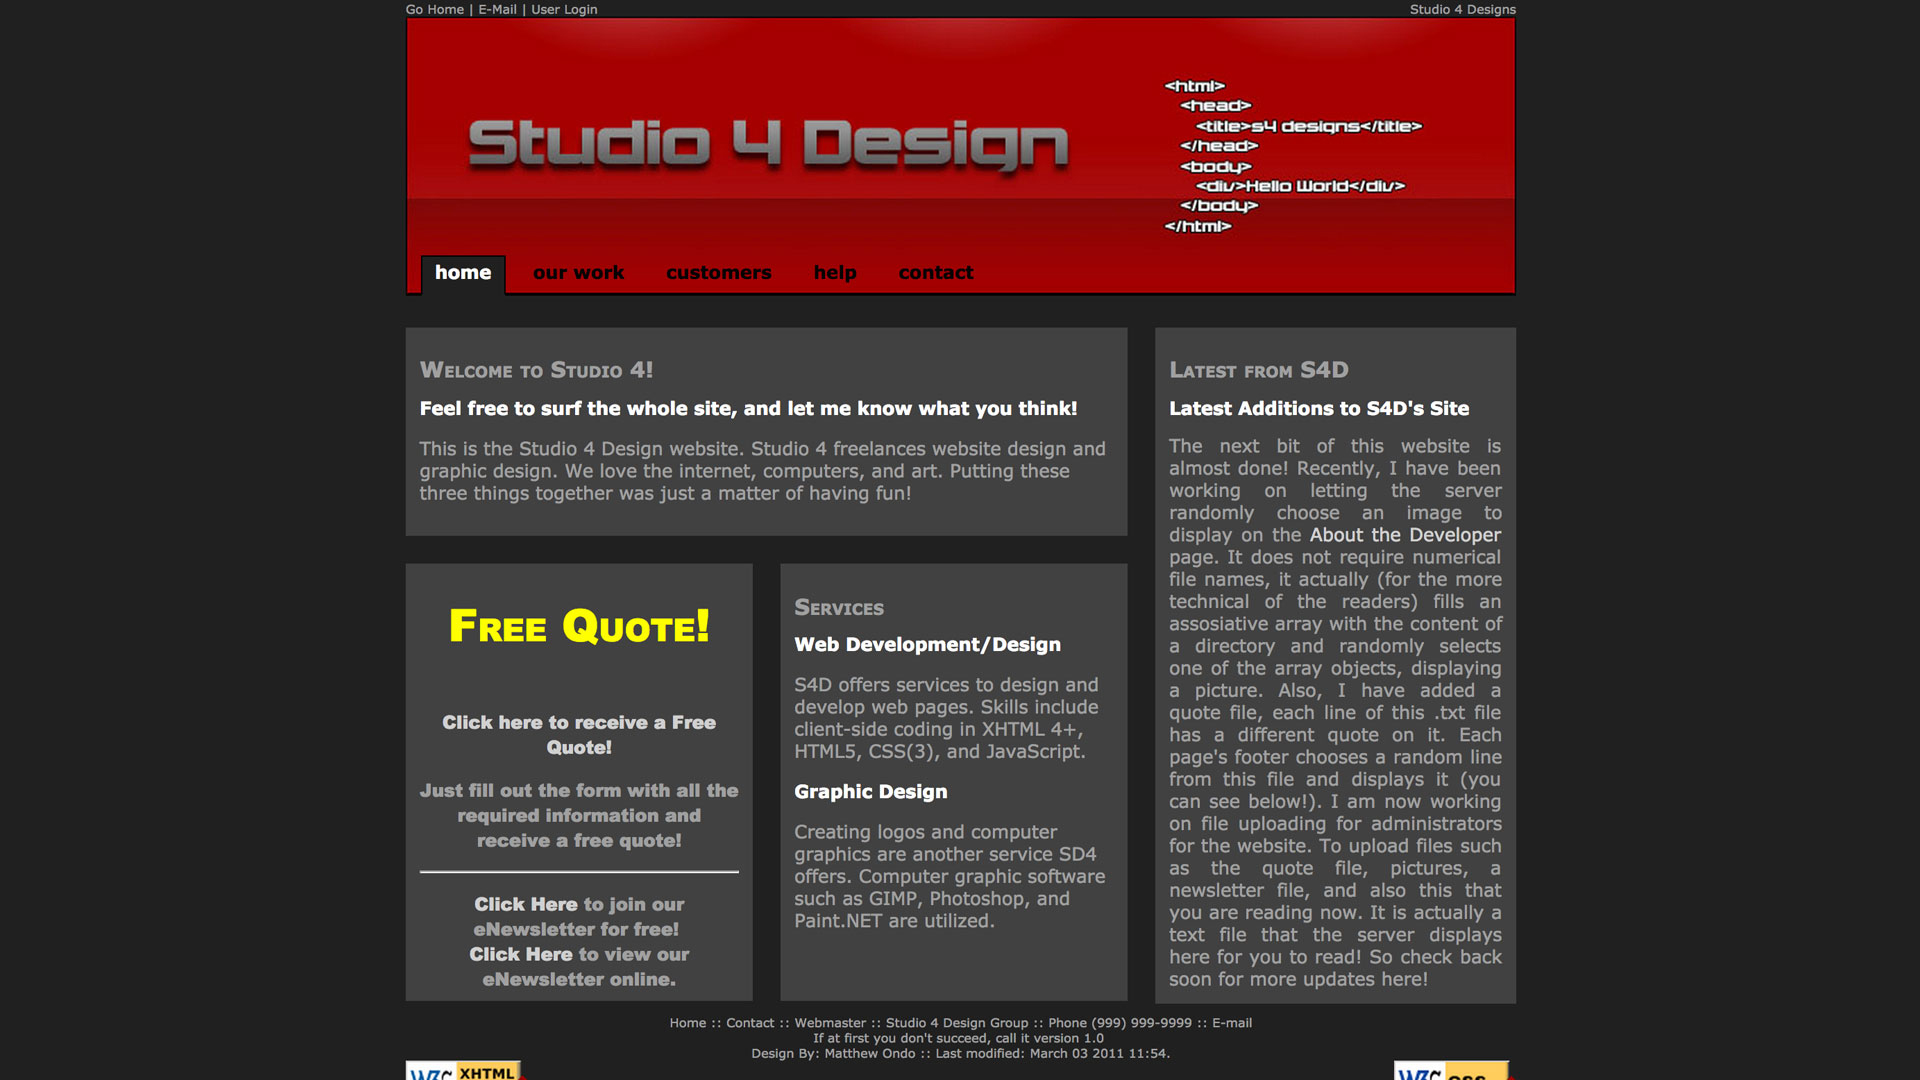 Go Home | E-Mail | User Login
Studio 4 Designs
Studio 4 Design
<html>
<head>
<title>s4 designs</title>
</head>
<body>
<div>Hello World</div>
</body>
</html>
home
our work
customers
help
contact
Welcome to Studio 4!
Feel free to surf the whole site, and let me know what you think!
This is the Studio 4 Design website. Studio 4 freelances website design and
graphic design. We love the internet, computers, and art. Putting these
three things together was just a matter of having fun!
Free Quote!
Click here to receive a Free
Quote!
Just fill out the form with all the
required information and
receive a free quote!
Click Here to join our
eNewsletter for free!
Click Here to view our
eNewsletter online.
Services
Web Development/Design
S4D offers services to design and
develop web pages. Skills include
client-side coding in XHTML 4+,
HTML5, CSS(3), and JavaScript.
Graphic Design
Creating logos and computer
graphics are another service SD4
offers. Computer graphic software
such as GIMP, Photoshop, and
Paint.NET are utilized.
Latest from S4D
Latest Additions to S4D's Site
The next bit of this website is
almost done! Recently, I have been
working on letting the server
randomly choose an image to
display on the About the Developer
page. It does not require numerical
file names, it actually (for the more
technical of the readers) fills an
assosiative array with the content of
a directory and randomly selects
one of the array objects, displaying
a picture. Also, I have added a
quote file, each line of this .txt file
has a different quote on it. Each
page's footer chooses a random line
from this file and displays it (you
can see below!). I am now working
on file uploading for administrators
for the website. To upload files such
as the quote file, pictures, a
newsletter file, and also this that
you are reading now. It is actually a
text file that the server displays
here for you to read! So check back
soon for more updates here!
Home :: Contact :: Webmaster :: Studio 4 Design Group :: Phone (999) 999-9999 :: E-mail
If at first you don't succeed, call it version 1.0
Design By: Matthew Ondo :: Last modified: March 03 2011 11:54.
W3C XHTML
W3C CSS